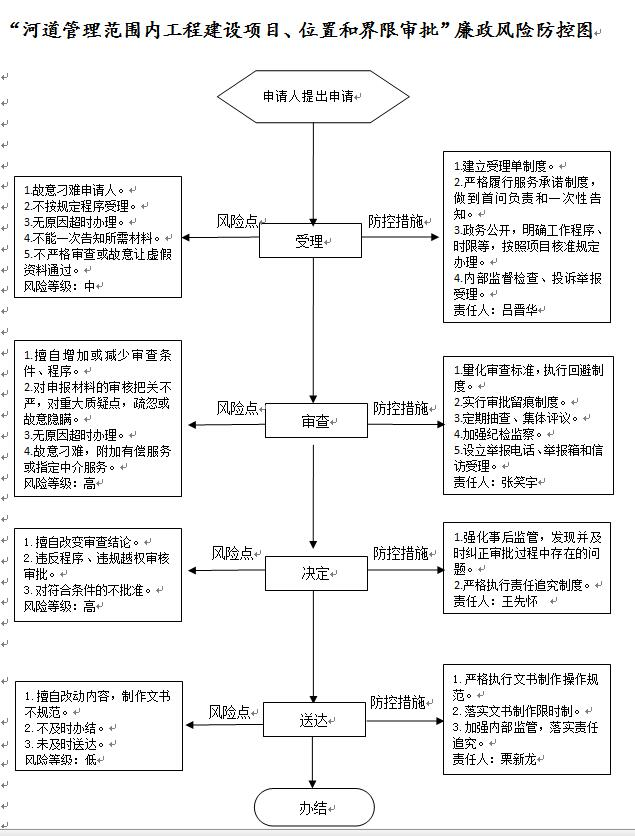 “河道管理范围内工程建设项目、位置和界限审批”廉政风险防控图
申请人提出申请
1.故意刁难申请人。
2.不按规定程序受理。
3.无原因超时办理。
4.不能一次告知所需材料。
5.不严格审查或故意让虚假
资料通过。
风险等级：中
风险点
受理
防控措施
1.建立受理单制度。
2.严格履行服务承诺制度，
做到首问负责和一次性告
知。
3.政务公开，明确工作程序、
时限等，按照项目核准规定
办理。
4.内部监督检查、投诉举报
受理。
责任人：吕晋华
1.擅自增加或减少审查条
件、程序。
2.对申报材料的审核把关不
严，对重大质疑点，疏忽或
故意隐瞒。
3.无原因超时办理。
4.故意刁难，附加有偿服务
或指定中介服务。
风险等级：高
风险点
审查
防控措施
1.量化审查标准，执行回避制
度。
2.实行审批留痕制度。
3.定期抽查、集体评议。
4.加强纪检监察。
5.设立举报电话、举报箱和信
访受理。
责任人：张笑宇
1. 擅自改变审查结论。
2. 违反程序、违规越权审核
审批。
3. 对符合条件的不批准。
风险等级：高
风险点
决定
防控措施
1.强化事后监管，发现并及
时纠正审批过程中存在的问
题。
2.严格执行责任追究制度。
责任人：王先怀
1. 擅自改动内容，制作文书
不规范。
2. 不及时办结。
3. 未及时送达。
风险等级：低
风险点
送达
防控措施
1. 严格执行文书制作操作规
范。
2. 落实文书制作限时制。
3. 加强内部监管，落实责任
追究。
责任人：栗新龙
办结